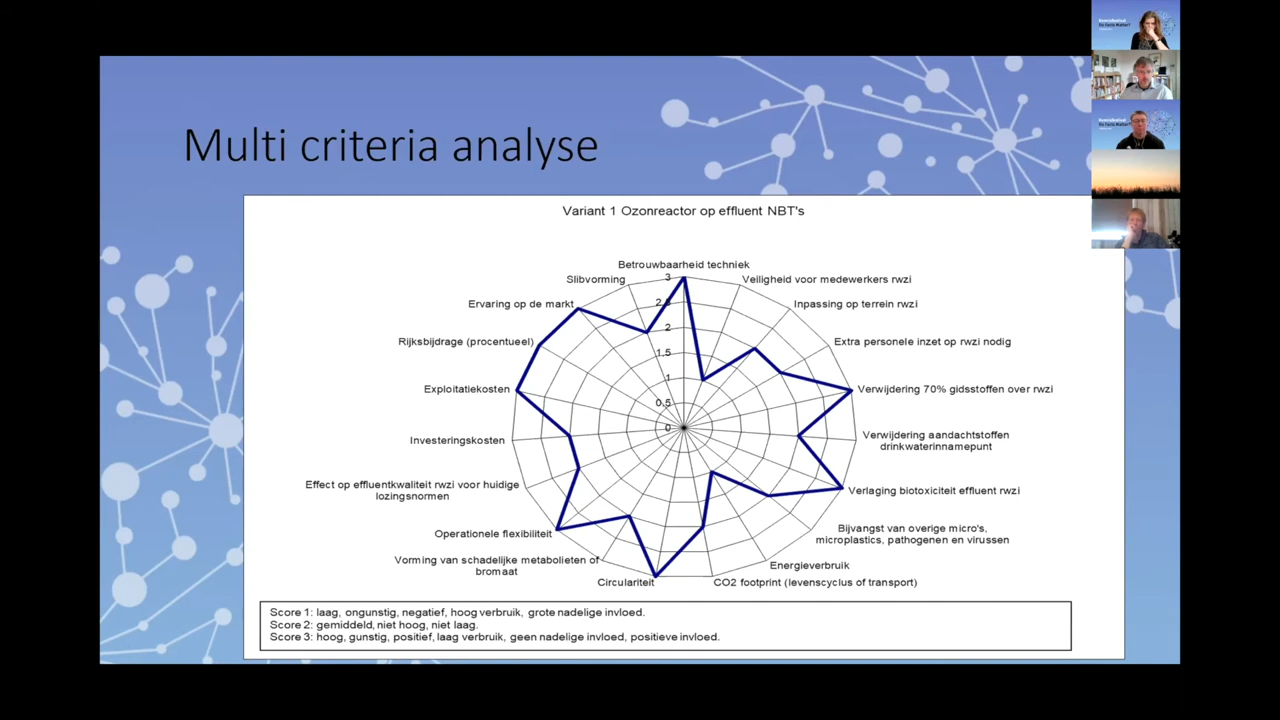 Multi criteria analyse
Variant 1 Ozonreactor op effluent NBT's
Betrouwbaarheid techniek
Slibvorming
Veiligheid voor medewerkers rwzi
Ervaring op de markt
Inpassing op terrein rwzi
Rijksbijdrage (procentueel)
Extra personele inzet op rwzi nodig
Exploitatiekosten
Verwijdering 70% gidsstoffen over rwzi
Investeringskosten
Verwijdering aandachtstoffen
drinkwaterinnamepunt
Effect op effluentkwaliteit rwzi voor huidige
lozingsnormen
Verlaging biotoxiciteit effluent rwzi
Operationele flexibiliteit
Bijvangst van overige micro's,
microplastics, pathogenen en virussen
Vorming van schadelijke metabolieten of
bromaat
Energieverbruik
Circulariteit
CO2 footprint (levenscyclus of transport)
3
2.5
2
1.5
1
0.5
0
Score 1: laag, ongunstig, negatief, hoog verbruik, grote nadelige invloed.
Score 2: gemiddeld, niet hoog, niet laag.
Score 3: hoog, gunstig, positief, laag verbruik, geen nadelige invloed, positieve invloed.